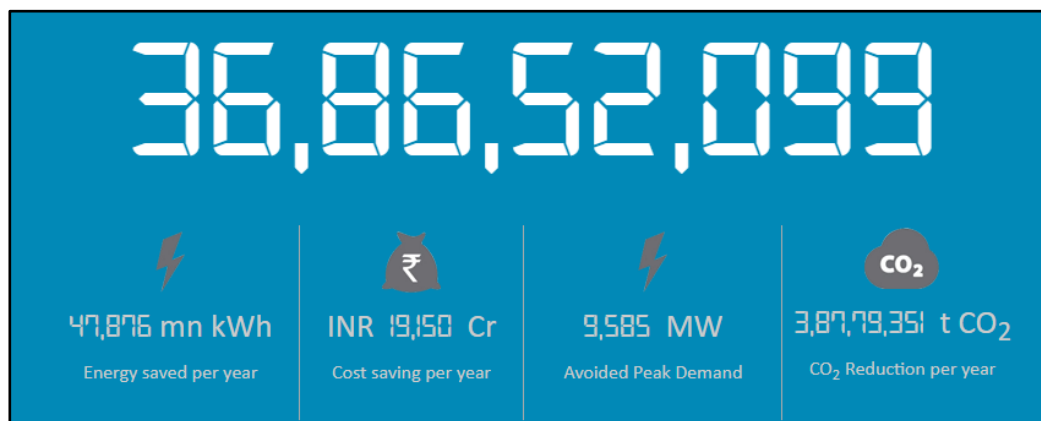 36,86,52,099
₹
CO2
47,876 mn kWh
INR 19,150 Cr
9,585 MW
3,87,79,351 t CO2
Energy saved per year
Cost saving per year
Avoided Peak Demand
CO2 Reduction per year